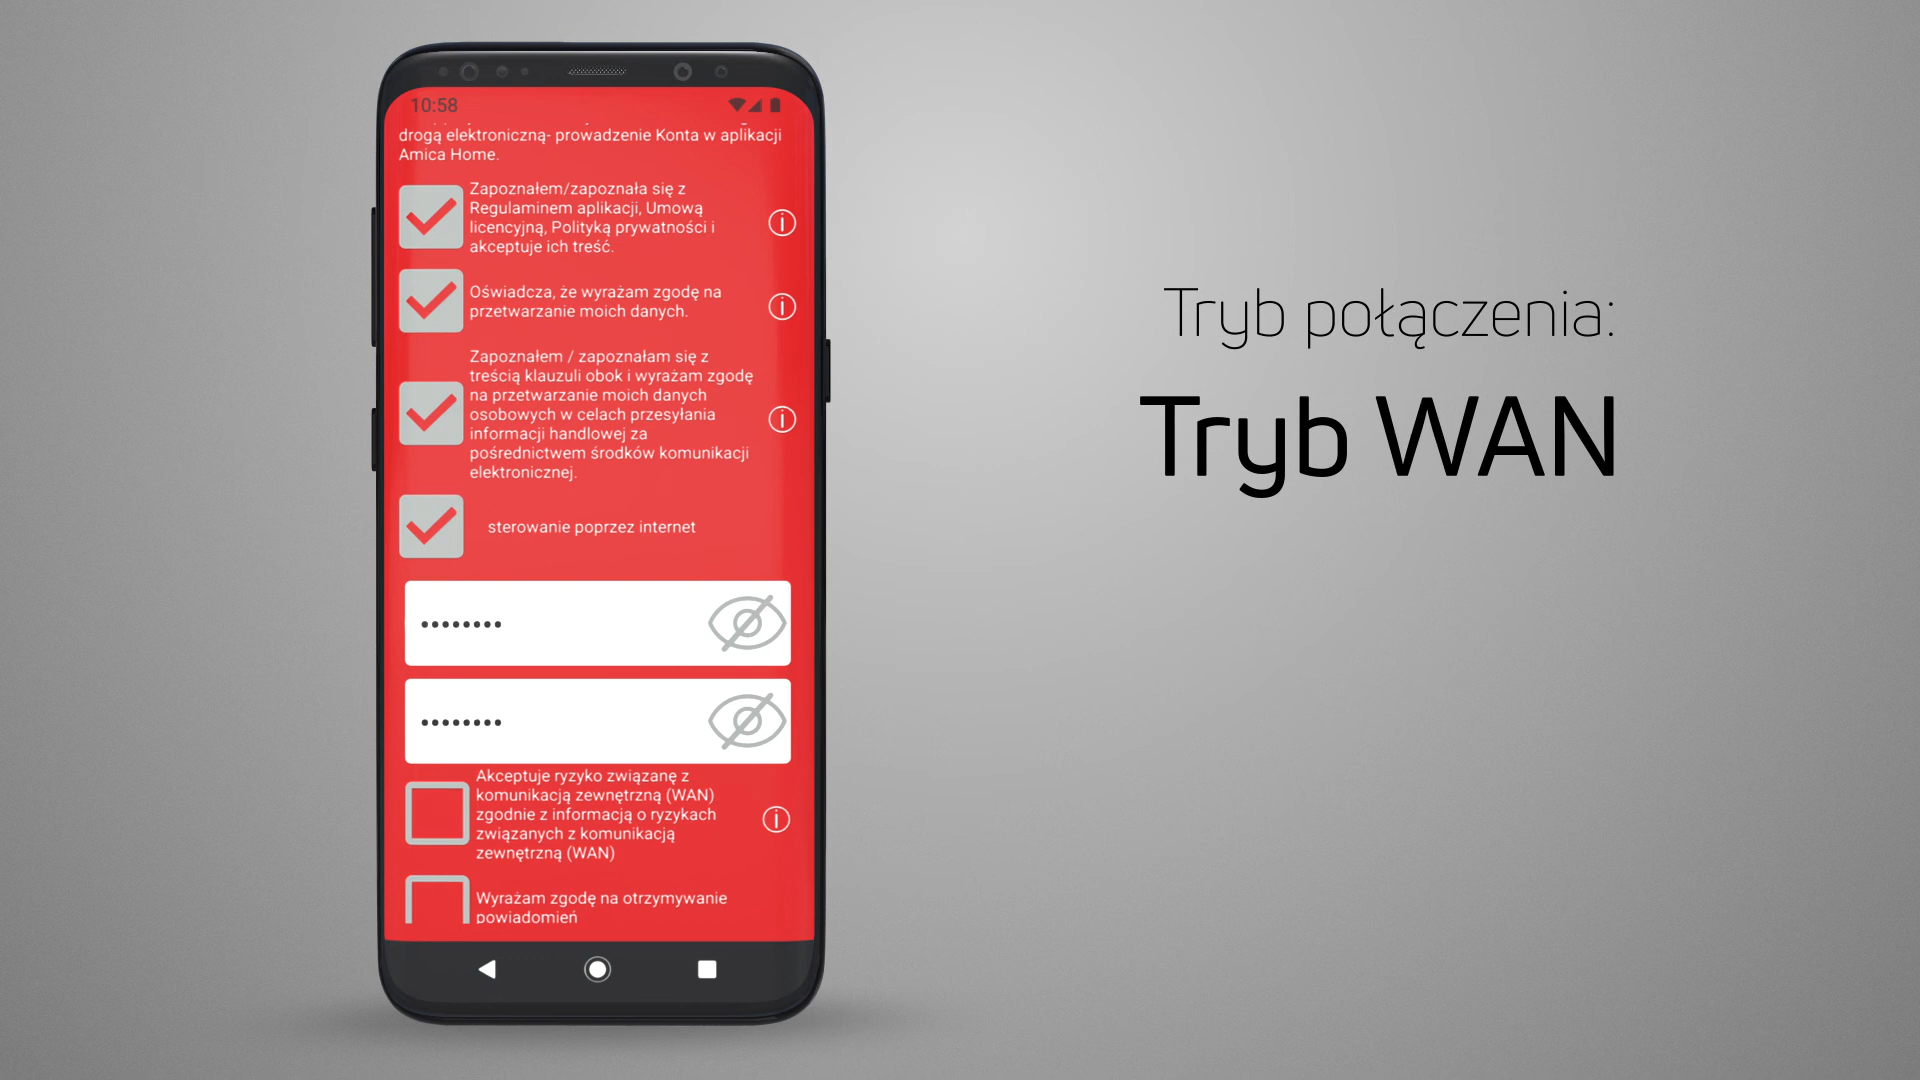 10:58
drogą elektroniczną- prowadzenie Konta w aplikacji
Amica Home.
Zapoznałem/zapoznała się z
Regulaminem aplikacji, Umową
licencyjną, Polityką prywatności i
akceptuje ich treść.
Oświadcza, że wyrażam zgodę na
przetwarzanie moich danych.
Zapoznałem / zapoznałam się z
treścią klauzuli obok i wyrażam zgodę
na przetwarzanie moich danych
osobowych w celach przesyłania
informacji handlowej za
pośrednictwem środków komunikacji
elektronicznej.
sterowanie poprzez internet
••••••••
••••••••
Akceptuje ryzyko związanę z
komunikacją zewnętrzną (WAN)
zgodnie z informacją o ryzykach
związanych z komunikacją
zewnętrzną (WAN)
Wyrażam zgodę na otrzymywanie
powiadomień
Tryb połączenia:
Tryb WAN